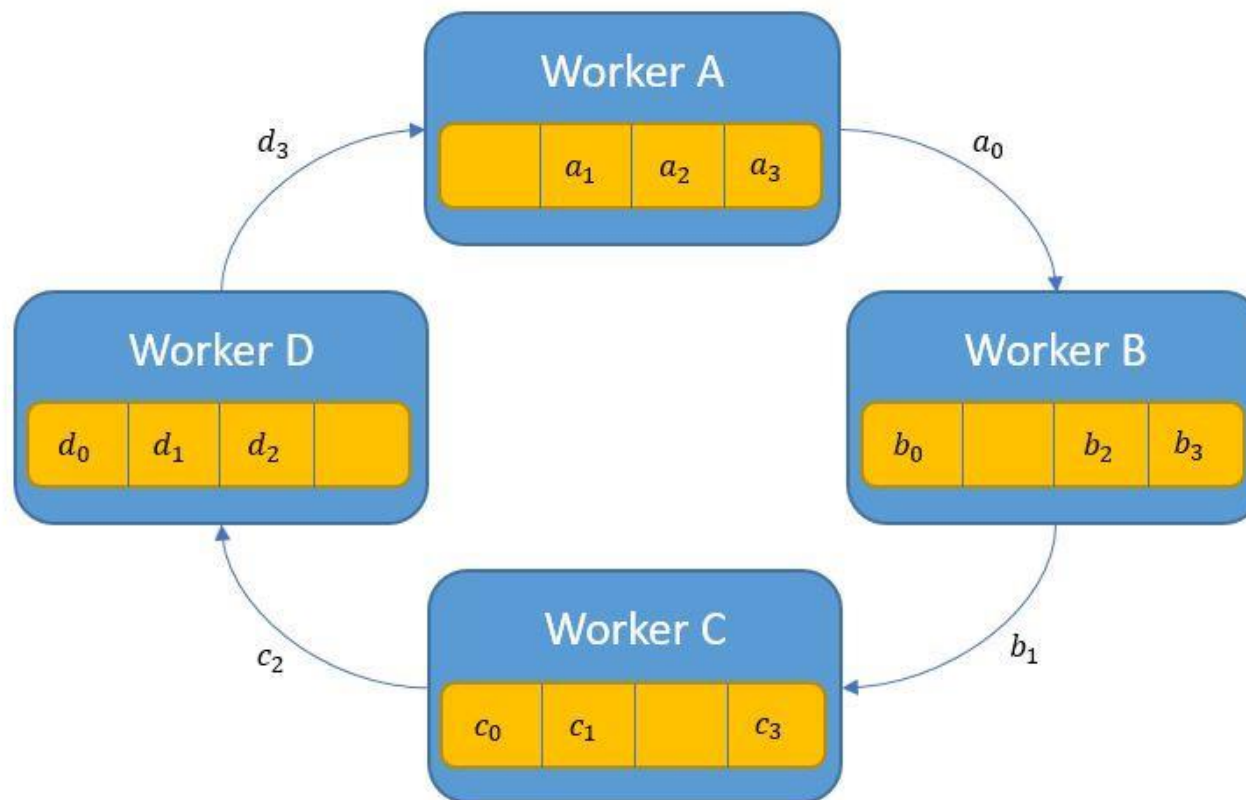 Worker A
a₁ a₂ a₃
d₃
a₀
Worker D
d₀ d₁ d₂
Worker B
b₀ b₂ b₃
Worker C
c₀ c₁ c₃
c₂
b₁